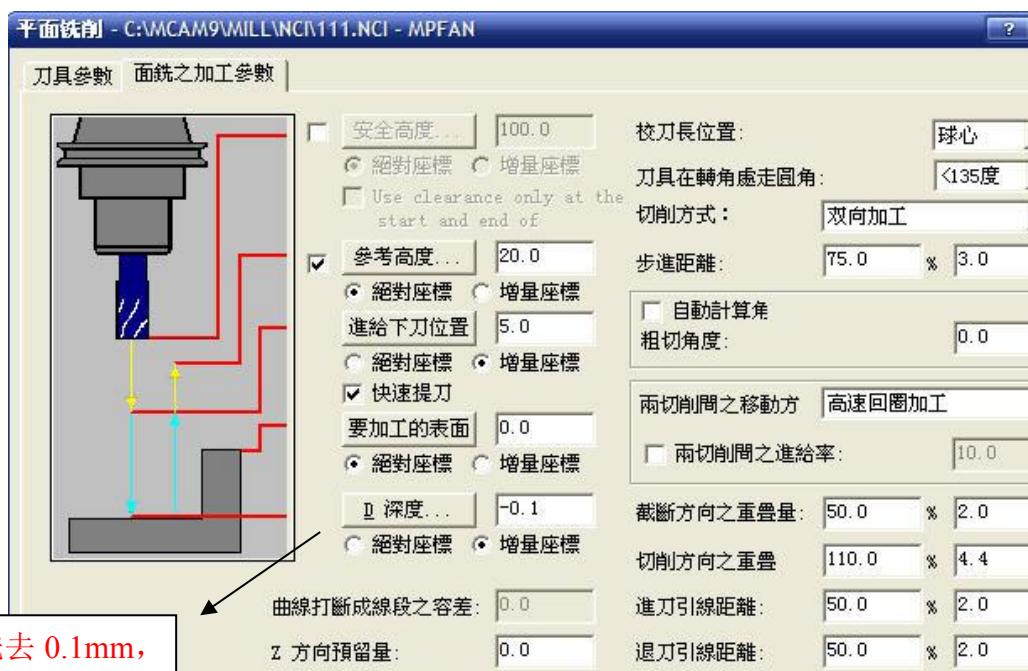 平面铣削 - C:\MCAM9\MILL\NCI\111.NCI - MPFAN
刀具參數 面銑之加工參數
安全高度... 100.0
絕對座標 增量座標
Use clearance only at the
start and end of
參考高度... 20.0
絕對座標 增量座標
進給下刀位置 5.0
絕對座標 增量座標
快速提刀
要加工的表面 0.0
絕對座標 增量座標
D 深度... -0.1
絕對座標 增量座標
曲線打斷成線段之容差: 0.0
Z 方向預留量: 0.0
校刀長位置: 球心
刀具在轉角處走圓角: <135度
切削方式: 双向加工
步進距離: 75.0 % 3.0
自動計算角
粗切角度: 0.0
兩切削間之移動方 高速回圈加工
兩切削間之進給率: 10.0
截斷方向之重疊量: 50.0 % 2.0
切削方向之重疊 110.0 % 4.4
進刀引線距離: 50.0 % 2.0
退刀引線距離: 50.0 % 2.0
去 0.1mm，